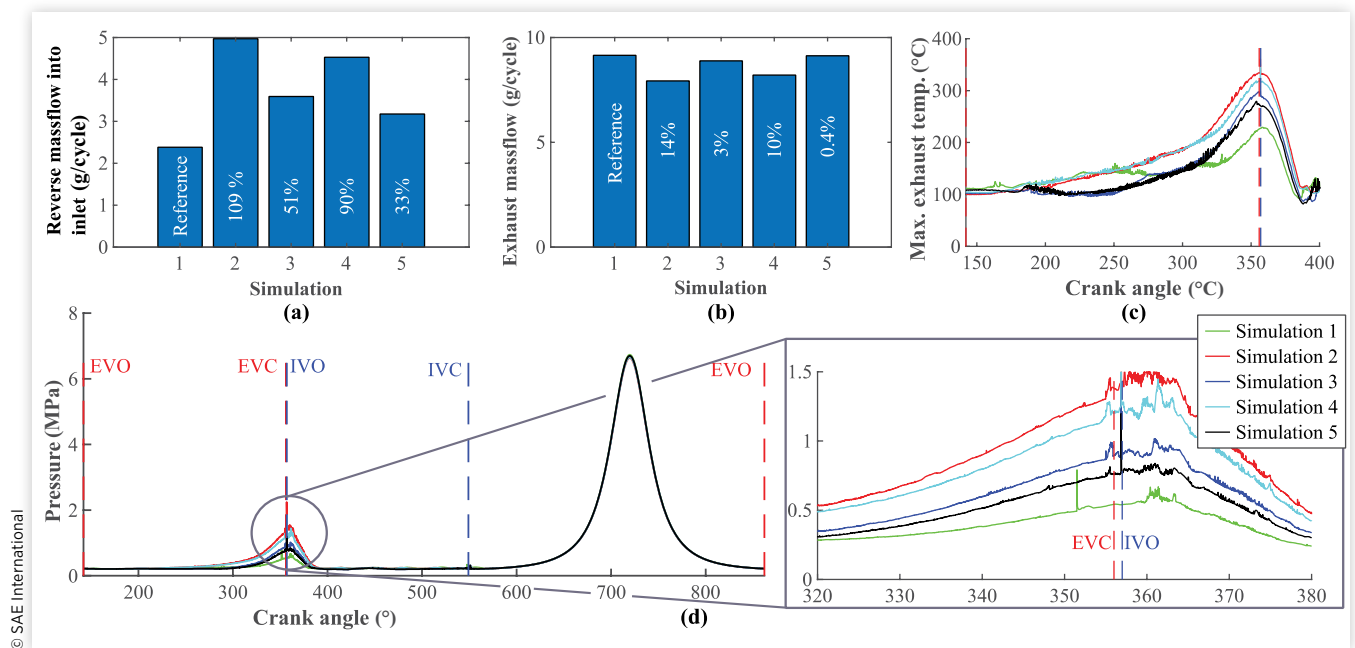 Reverse massflow into
inlet (g/cycle)
5
4
3
2
1
0
Reference
109 %
51%
90%
33%
1 2 3 4 5
Simulation
(a)
Exhaust massflow (g/cycle)
10
5
0
Reference
14%
3%
10%
0.4%
1 2 3 4 5
Simulation
(b)
Max. exhaust temp. (°C)
400
300
200
100
0
150 200 250 300 350 400
Crank angle (°C)
(c)
Pressure (MPa)
8
6
4
2
0
EVO
EVC IVO
IVC
EVO
200 300 400 500 600 700 800
Crank angle (°)
(d)
1.5
1
0.5
0
EVC IVO
320 330 340 350 360 370 380
Simulation 1
Simulation 2
Simulation 3
Simulation 4
Simulation 5
© SAE International